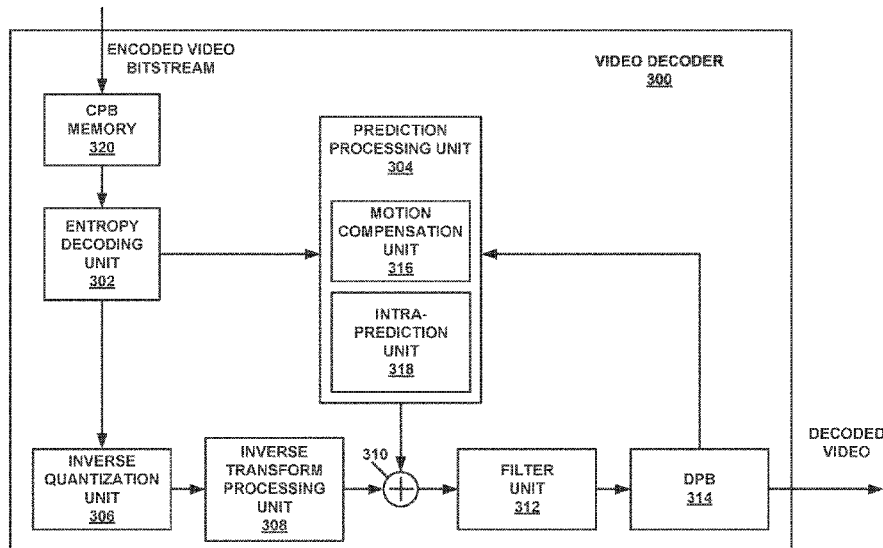 ENCODED VIDEO
BITSTREAM
VIDEO DECODER
300
CPB
MEMORY
320
PREDICTION
PROCESSING UNIT
304
ENTROPY
DECODING
UNIT
302
MOTION
COMPENSATION
UNIT
316
INTRA-
PREDICTION
UNIT
318
DECODED
VIDEO
INVERSE
QUANTIZATION
UNIT
306
INVERSE
TRANSFORM
PROCESSING
UNIT
308
310
FILTER
UNIT
312
DPB
314